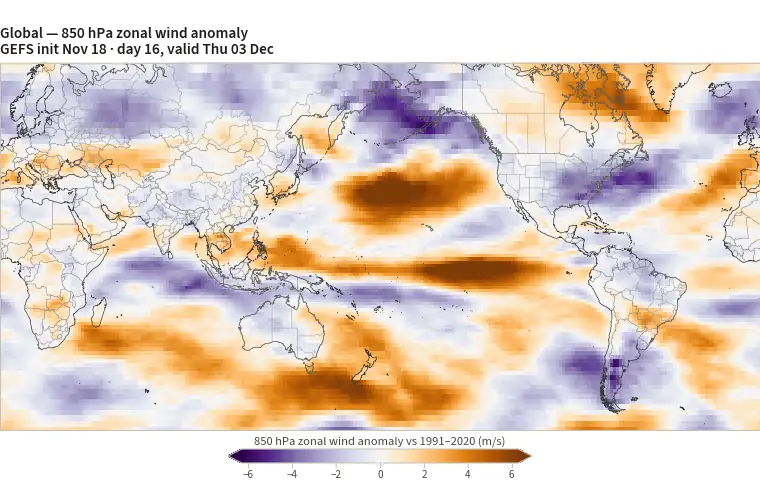 Global — 850 hPa zonal wind anomaly
GEFS init Nov 18 · day 16, valid Thu 03 Dec
850 hPa zonal wind anomaly vs 1991–2020 (m/s)
−6 −4 −2 0 2 4 6